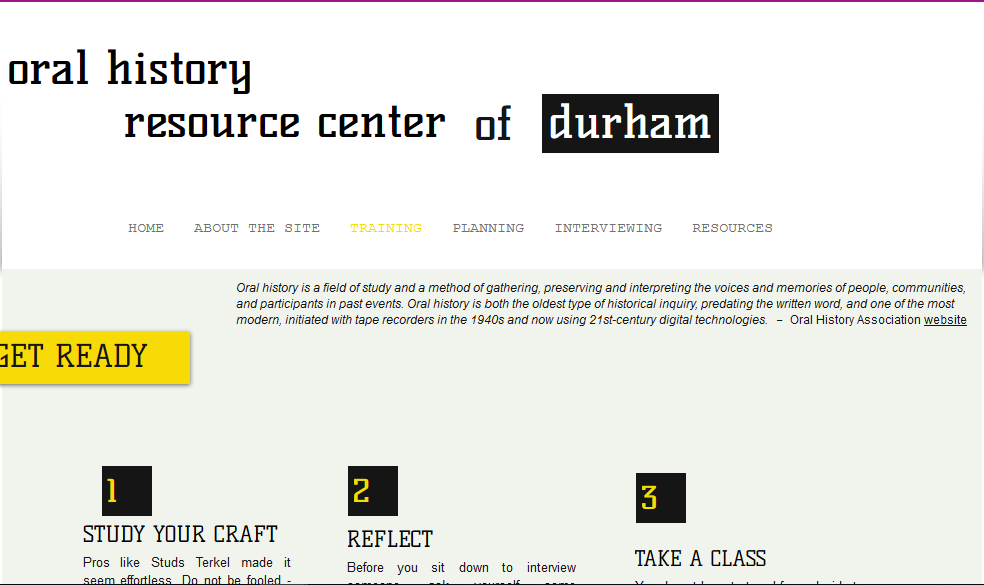 oral history
resource center of durham
HOME ABOUT THE SITE TRAINING PLANNING INTERVIEWING RESOURCES
Oral history is a field of study and a method of gathering, preserving and interpreting the voices and memories of people, communities,
and participants in past events. Oral history is both the oldest type of historical inquiry, predating the written word, and one of the most
modern, initiated with tape recorders in the 1940s and now using 21st-century digital technologies. – Oral History Association website
GET READY
1
STUDY YOUR CRAFT
Pros like Studs Terkel made it
seem effortless. Do not be fooled -
2
REFLECT
Before you sit down to interview
someone, ask yourself some
3
TAKE A CLASS